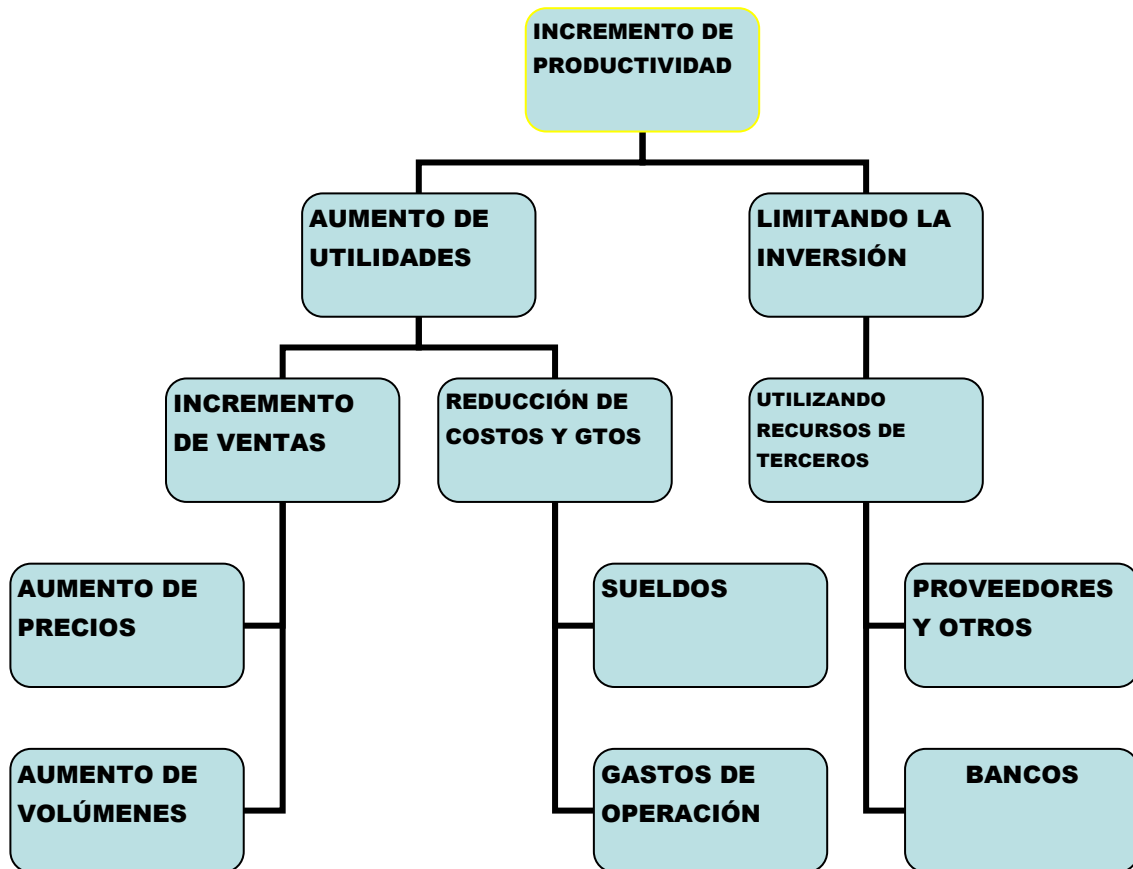 INCREMENTO DE
PRODUCTIVIDAD
AUMENTO DE
UTILIDADES
LIMITANDO LA
INVERSIÓN
INCREMENTO
DE VENTAS
REDUCCIÓN DE
COSTOS Y GTOS
UTILIZANDO
RECURSOS DE
TERCEROS
AUMENTO DE
PRECIOS
SUELDOS
PROVEEDORES
Y OTROS
AUMENTO DE
VOLÚMENES
GASTOS DE
OPERACIÓN
BANCOS